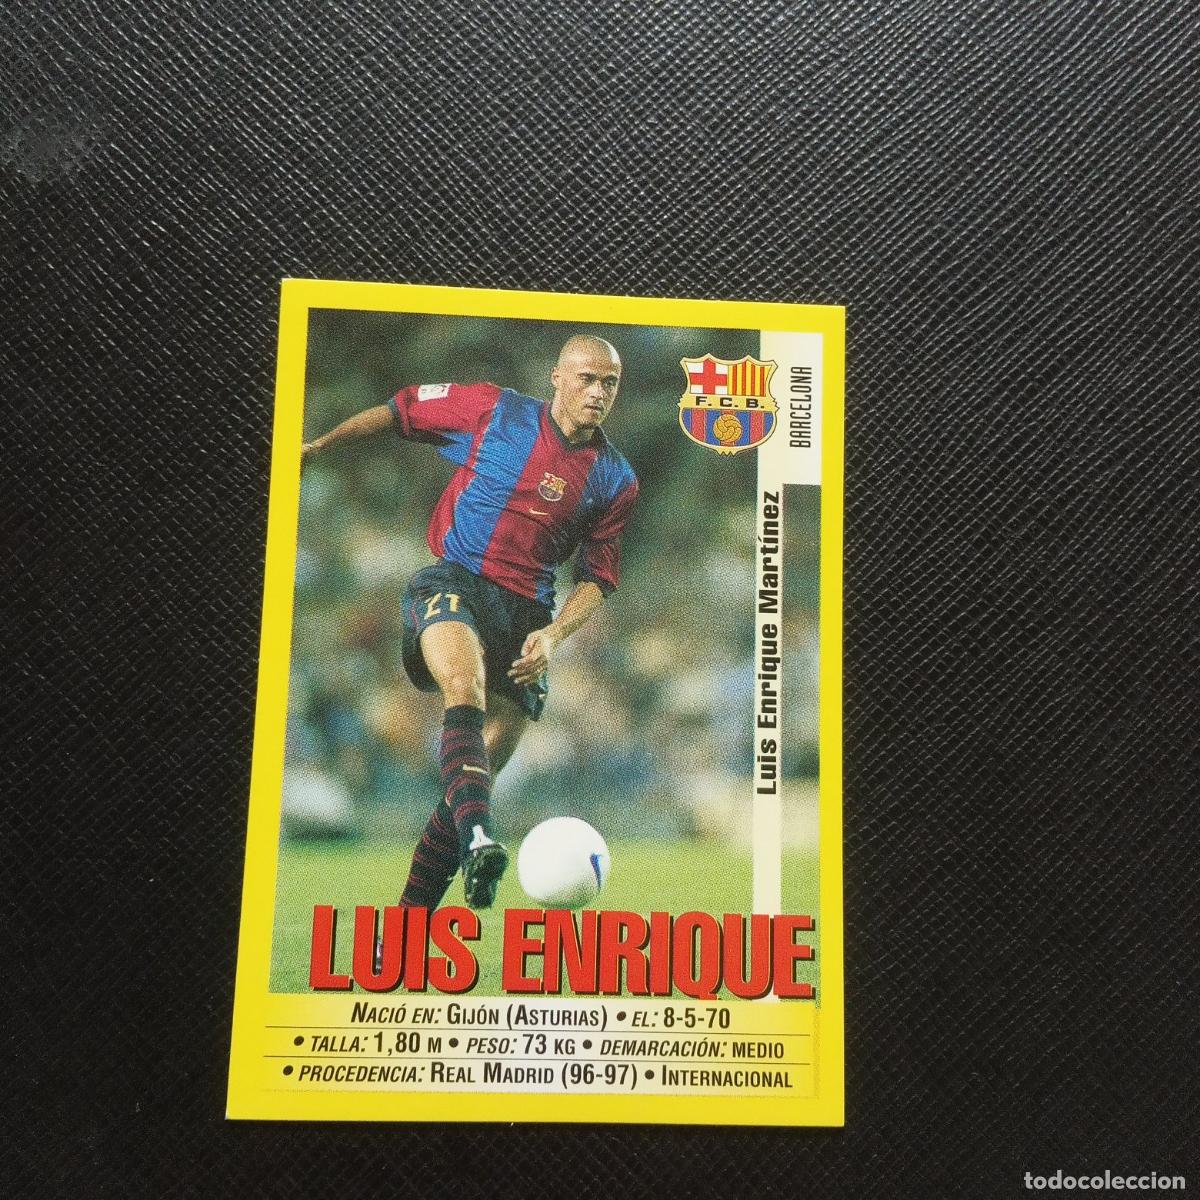 F. C. B.
BARCELONA
Luis Enrique Martínez
21
LUIS ENRIQUE
NACIÓ EN: GIJÓN (ASTURIAS) • EL: 8-5-70
• TALLA: 1,80 M • PESO: 73 KG • DEMARCACIÓN: MEDIO
• PROCEDENCIA: REAL MADRID (96-97) • INTERNACIONAL
todocoleccion